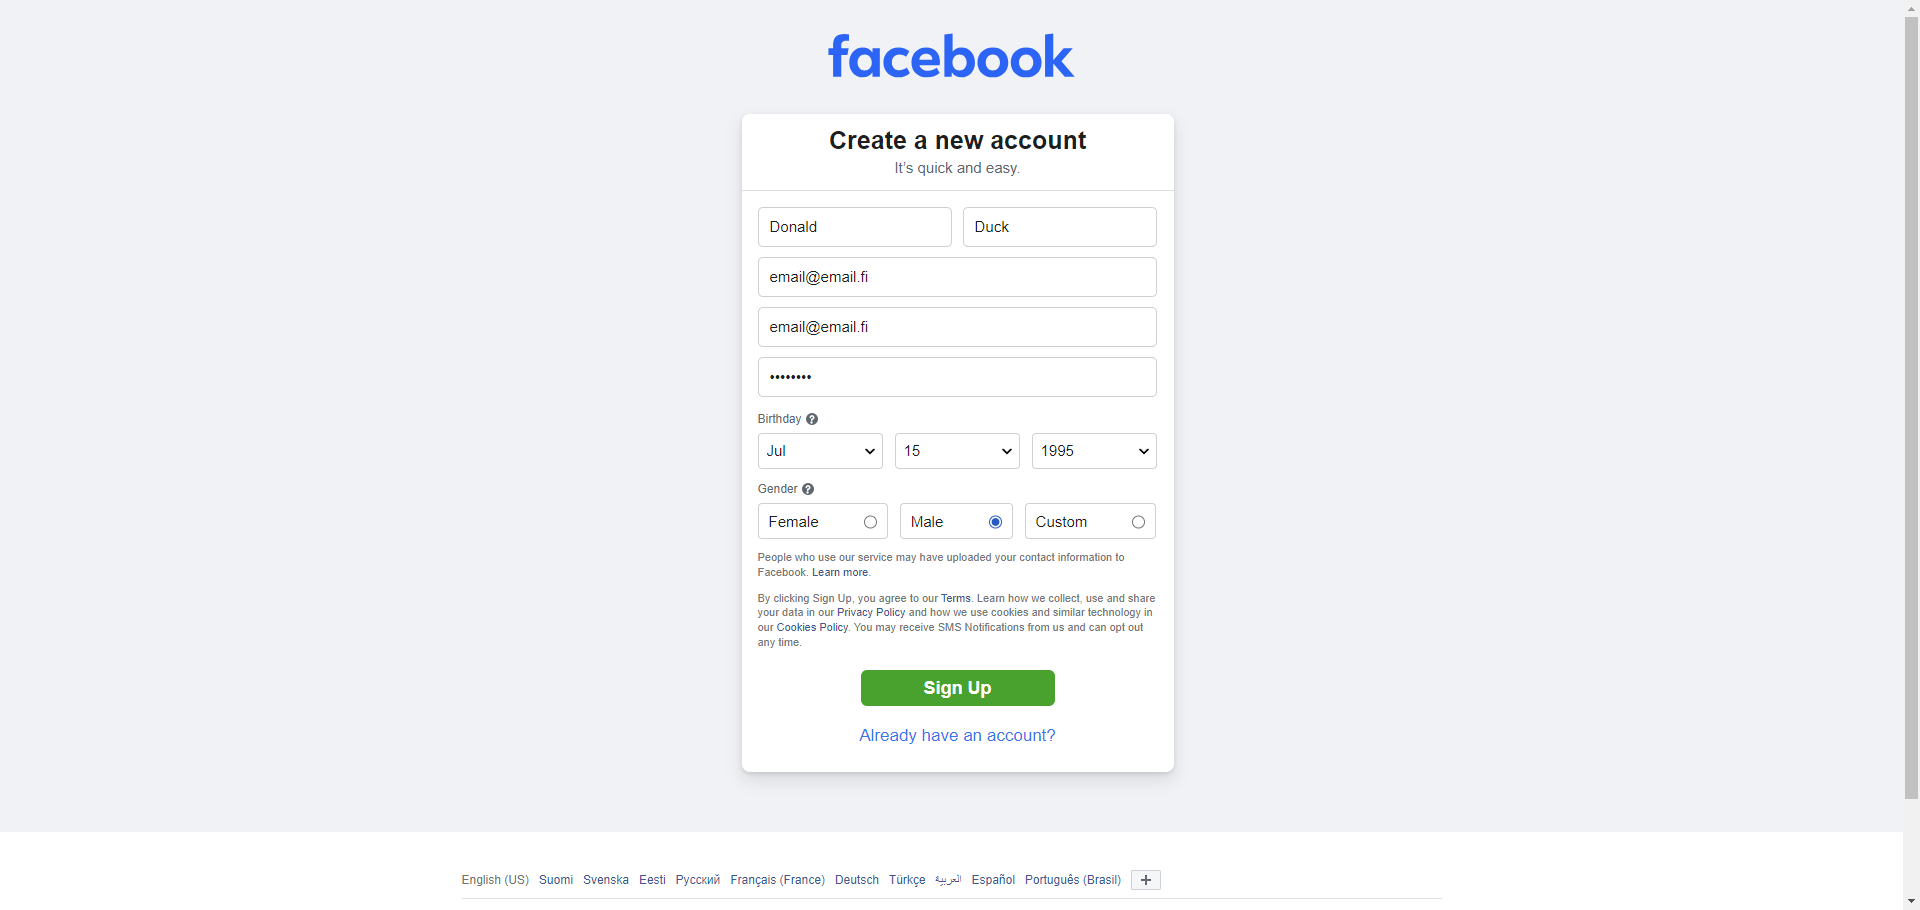 facebook
Create a new account
It's quick and easy.
Donald Duck
email@email.fi
email@email.fi
••••••••
Birthday ?
Jul 15 1995
Gender ?
Female Male Custom
People who use our service may have uploaded your contact information to
Facebook. Learn more.
By clicking Sign Up, you agree to our Terms. Learn how we collect, use and share
your data in our Privacy Policy and how we use cookies and similar technology in
our Cookies Policy. You may receive SMS Notifications from us and can opt out
any time.
Sign Up
Already have an account?
English (US) Suomi Svenska Eesti Русский Français (France) Deutsch Türkçe العربية Español Português (Brasil) +